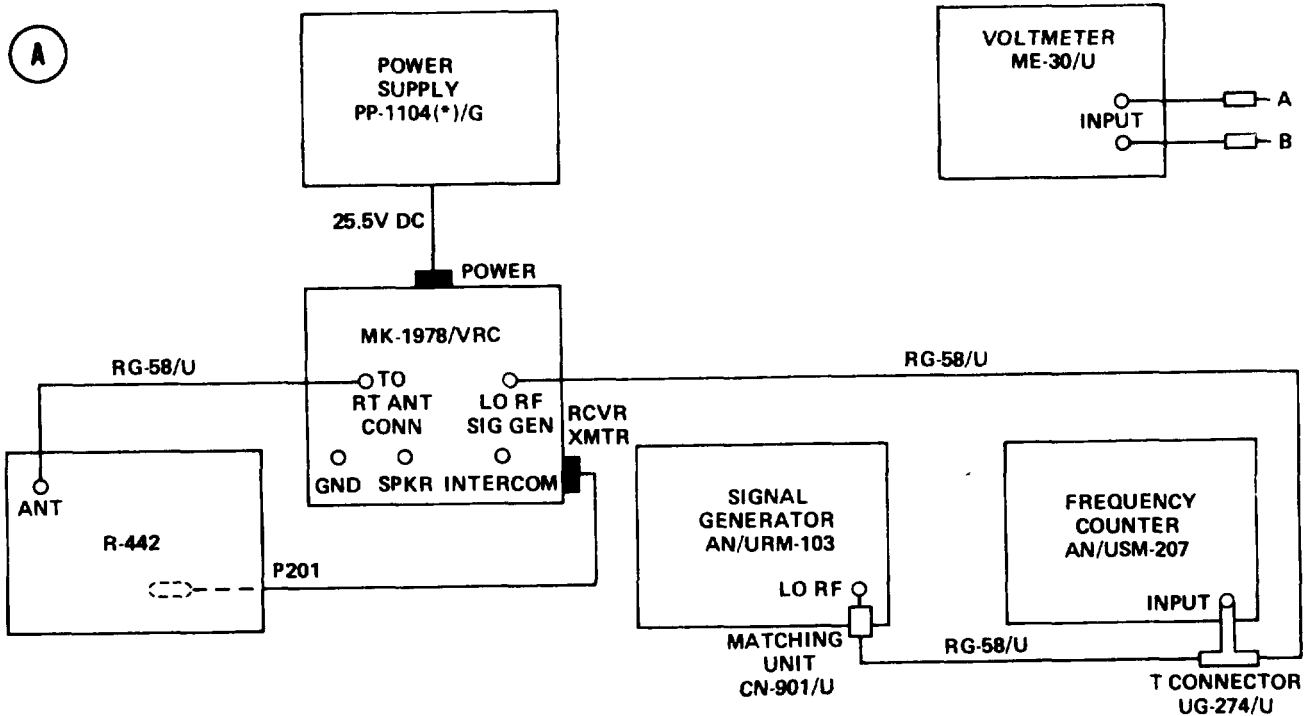 A
POWER
SUPPLY
PP-1104(*)/G
VOLTMETER
ME-30/U
INPUT
A
B
25.5V DC
POWER
MK-1978/VRC
RG-58/U
TO
RT ANT
CONN
LO RF
SIG GEN
RCVR
XMTR
GND
SPKR
INTERCOM
RG-58/U
ANT
R-442
P201
SIGNAL
GENERATOR
AN/URM-103
LO RF
MATCHING
UNIT
CN-901/U
RG-58/U
FREQUENCY
COUNTER
AN/USM-207
INPUT
T CONNECTOR
UG-274/U